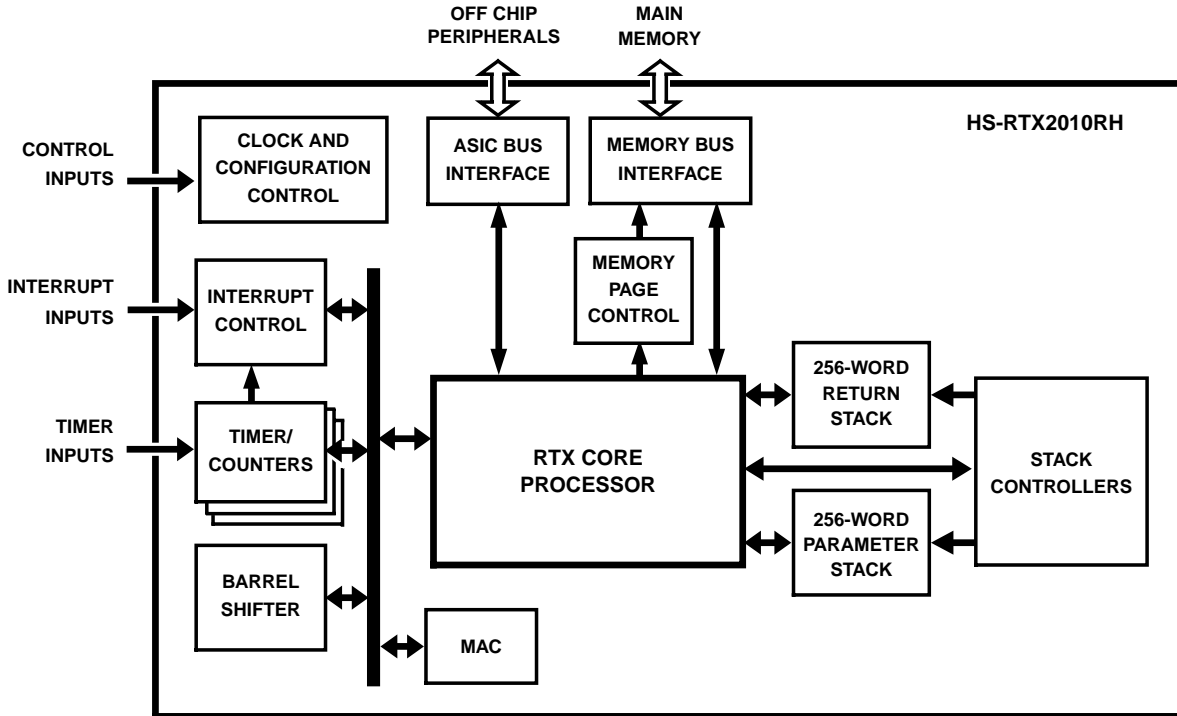 OFF CHIP
PERIPHERALS
MAIN
MEMORY
HS-RTX2010RH
CONTROL
INPUTS
CLOCK AND
CONFIGURATION
CONTROL
ASIC BUS
INTERFACE
MEMORY BUS
INTERFACE
INTERRUPT
INPUTS
INTERRUPT
CONTROL
MEMORY
PAGE
CONTROL
TIMER
INPUTS
TIMER/
COUNTERS
RTX CORE
PROCESSOR
256-WORD
RETURN
STACK
STACK
CONTROLLERS
256-WORD
PARAMETER
STACK
BARREL
SHIFTER
MAC